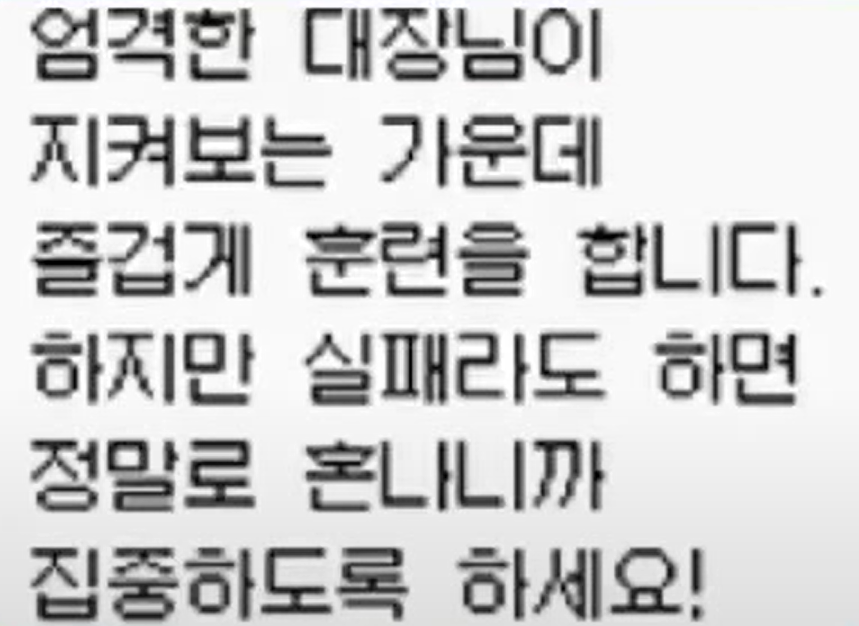 엄격한 대장님이
지켜보는 가운데
즐겁게 훈련을 합니다.
하지만 실패라도 하면
정말로 혼나니까
집중하도록 하세요!